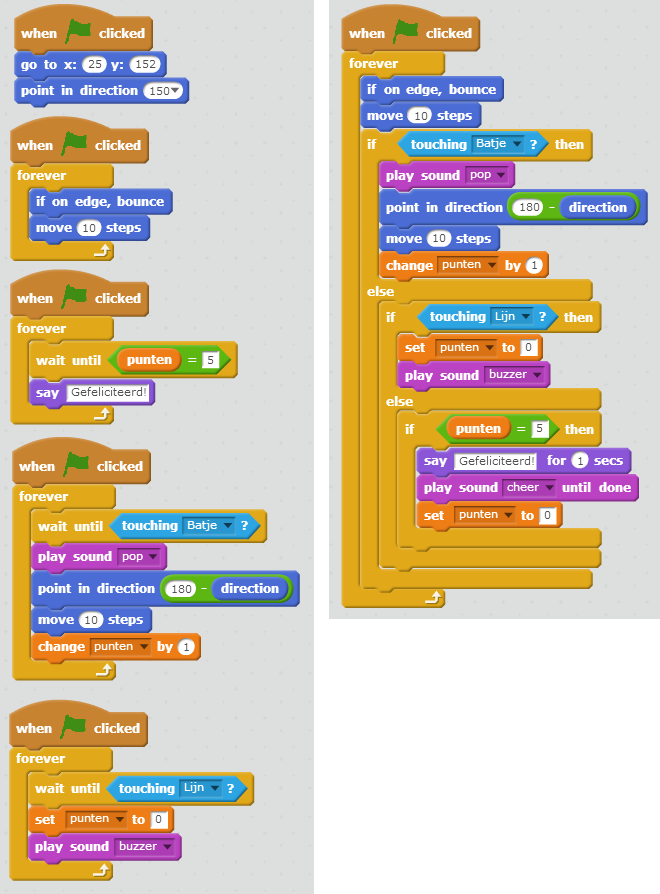 when clicked
go to x: 25 y: 152
point in direction 150
when clicked
forever
if on edge, bounce
move 10 steps
when clicked
forever
wait until punten = 5
say Gefeliciteerd!
when clicked
forever
wait until touching Batje ?
play sound pop
point in direction 180 - direction
move 10 steps
change punten by 1
when clicked
forever
wait until touching Lijn ?
set punten to 0
play sound buzzer
when clicked
forever
if on edge, bounce
move 10 steps
if touching Batje ? then
play sound pop
point in direction 180 - direction
move 10 steps
change punten by 1
else
if touching Lijn ? then
set punten to 0
play sound buzzer
else
if punten = 5 then
say Gefeliciteerd! for 1 secs
play sound cheer until done
set punten to 0